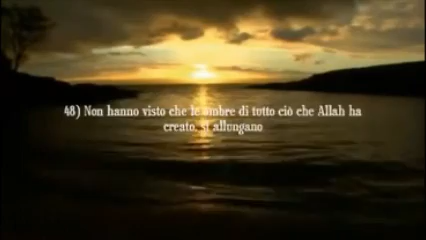 48) Non hanno visto che le ombre di tutto ciò che Allah ha
creato, si allungano